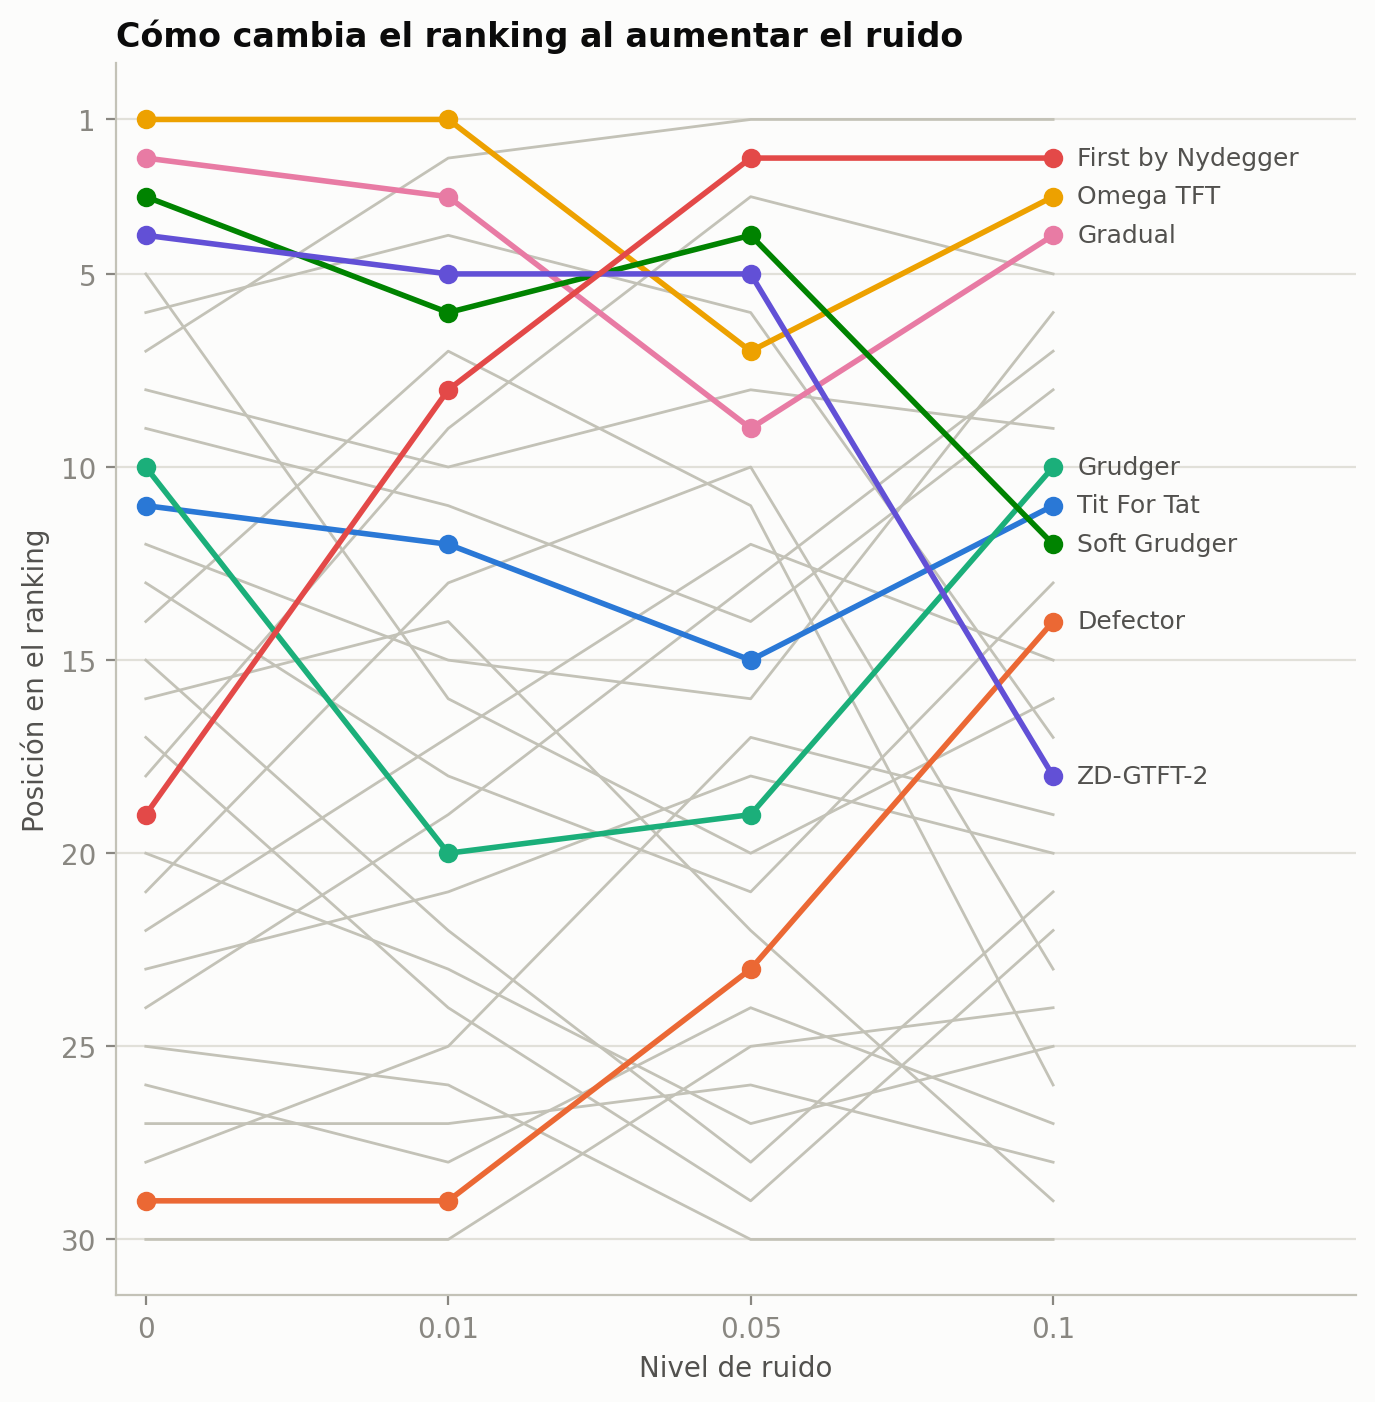 Cómo cambia el ranking al aumentar el ruido
Posición en el ranking
1
5
10
15
20
25
30
First by Nydegger
Omega TFT
Gradual
Grudger
Tit For Tat
Soft Grudger
Defector
ZD-GTFT-2
0
0.01
0.05
0.1
Nivel de ruido